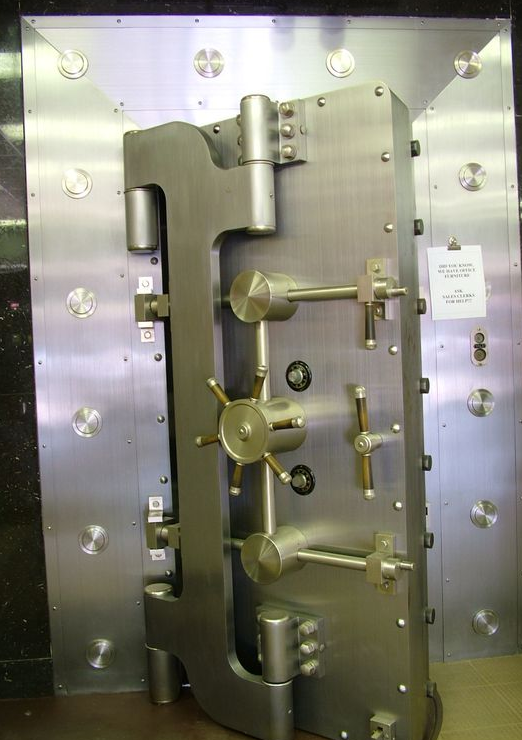 DID YOU KNOW,
WE HAVE OFFICE
FURNITURE
ASK
SALES CLERKS
FOR HELP!!